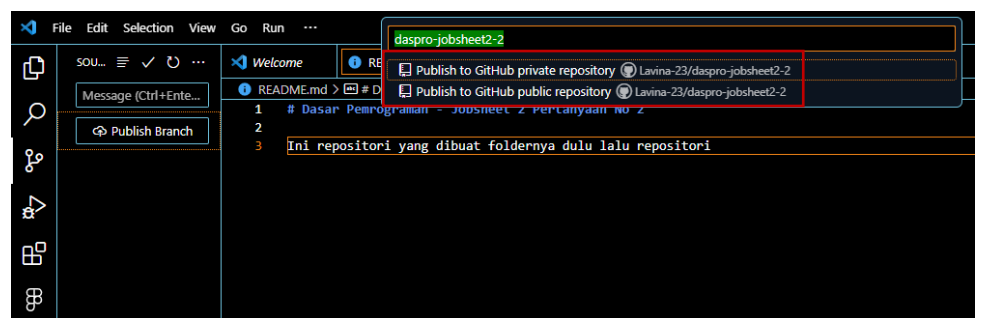 File Edit Selection View Go Run ···
daspro-jobsheet2-2
Publish to GitHub private repository Lavina-23/daspro-jobsheet2-2
Publish to GitHub public repository Lavina-23/daspro-jobsheet2-2
SOU... ···
Welcome
RE
Message (Ctrl+Ente...
Publish Branch
README.md > # D
1 # Dasar Pemrograman - Jobsheet 2 Pertanyaan No 2
2
3 Ini repositori yang dibuat foldernya dulu lalu repositori